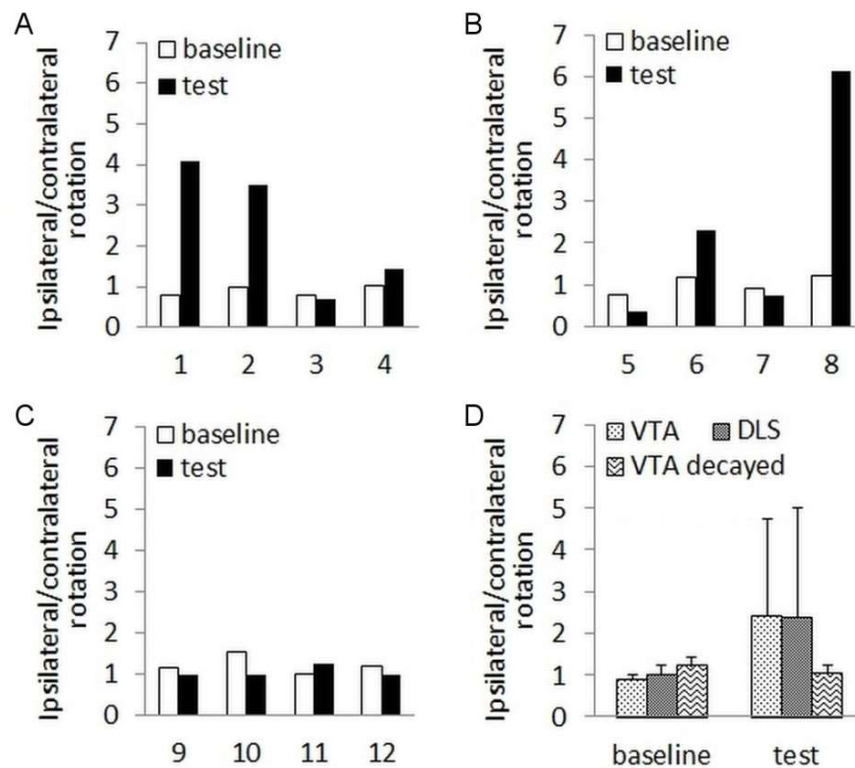 A
Ipsilateral/contralateral
rotation
7
6
5
4
3
2
1
0
baseline
test
1 2 3 4
B
Ipsilateral/contralateral
rotation
7
6
5
4
3
2
1
0
baseline
test
5 6 7 8
C
Ipsilateral/contralateral
rotation
7
6
5
4
3
2
1
0
baseline
test
9 10 11 12
D
Ipsilateral/contralateral
rotation
7
6
5
4
3
2
1
0
VTA DLS
VTA decayed
baseline test